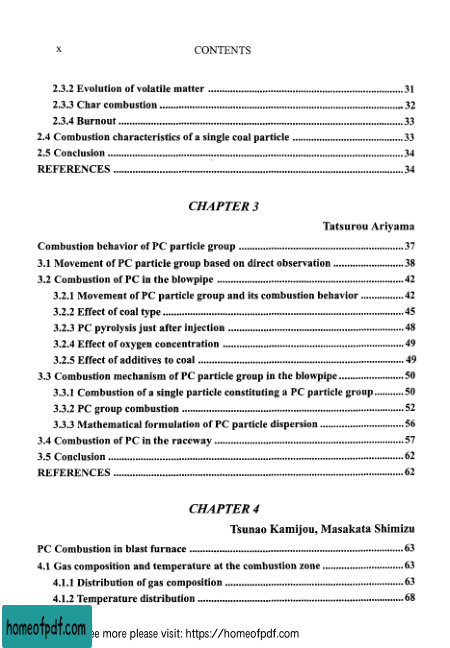 x CONTENTS
2.3.2 Evolution of volatile matter ........ 31
2.3.3 Char combustion ........ 32
2.3.4 Burnout ........ 33
2.4 Combustion characteristics of a single coal particle ........ 33
2.5 Conclusion ........ 34
REFERENCES ........ 34
CHAPTER 3
Tatsurou Ariyama
Combustion behavior of PC particle group ........ 37
3.1 Movement of PC particle group based on direct observation ........ 38
3.2 Combustion of PC in the blowpipe ........ 42
3.2.1 Movement of PC particle group and its combustion behavior ........ 42
3.2.2 Effect of coal type ........ 45
3.2.3 PC pyrolysis just after injection ........ 48
3.2.4 Effect of oxygen concentration ........ 49
3.2.5 Effect of additives to coal ........ 49
3.3 Combustion mechanism of PC particle group in the blowpipe ........ 50
3.3.1 Combustion of a single particle constituting a PC particle group ........ 50
3.3.2 PC group combustion ........ 52
3.3.3 Mathematical formulation of PC particle dispersion ........ 56
3.4 Combustion of PC in the raceway ........ 57
3.5 Conclusion ........ 62
REFERENCES ........ 62
CHAPTER 4
Tsunao Kamijou, Masakata Shimizu
PC Combustion in blast furnace ........ 63
4.1 Gas composition and temperature at the combustion zone ........ 63
4.1.1 Distribution of gas composition ........ 63
4.1.2 Temperature distribution ........ 68
homeofpdf.com
ee more please visit: https://homeofpdf.com